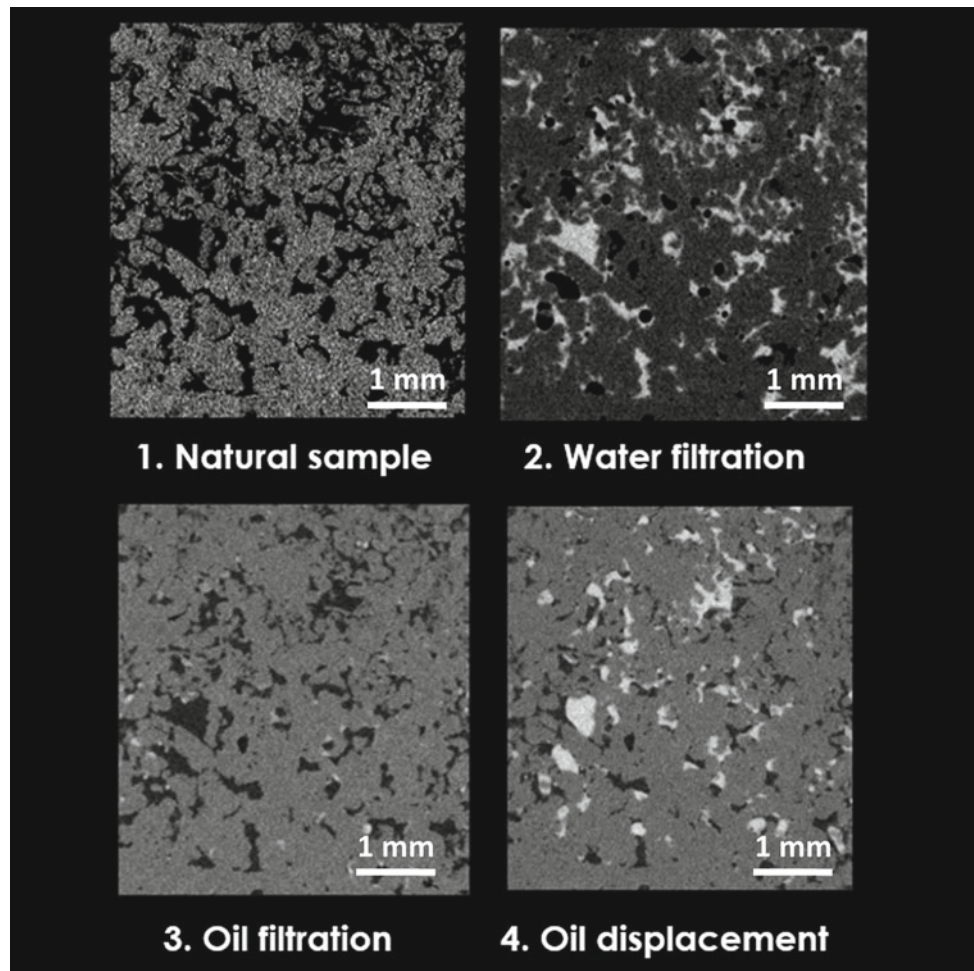 1 mm
1 mm
1. Natural sample
2. Water filtration
1 mm
1 mm
3. Oil filtration
4. Oil displacement